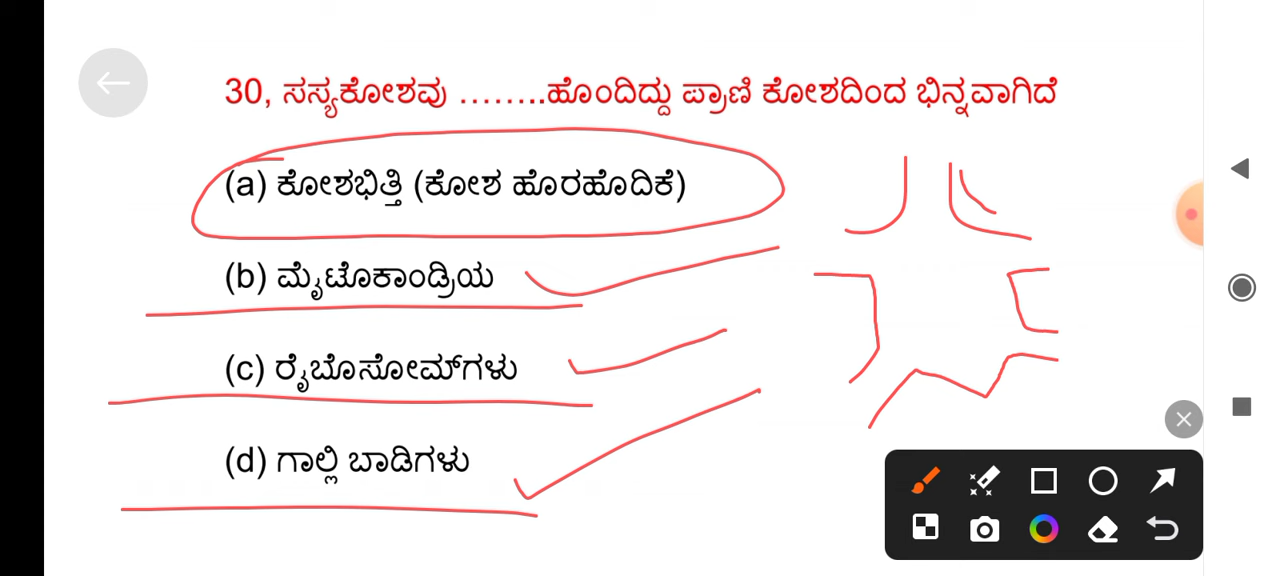 30, ಸಸ್ಯಕೋಶವು ........ಹೊಂದಿದ್ದು ಪ್ರಾಣಿ ಕೋಶದಿಂದ ಭಿನ್ನವಾಗಿದೆ
(a) ಕೋಶಭಿತ್ತಿ (ಕೋಶ ಹೊರಹೊದಿಕೆ)
(b) ಮೈಟೊಕಾಂಡ್ರಿಯ
(c) ರೈಬೊಸೋಮ್‌ಗಳು
(d) ಗಾಲ್ಲಿ ಬಾಡಿಗಳು